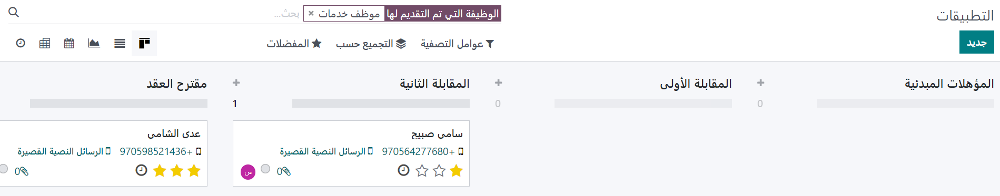 التطبيقات
الوظيفة التي تم التقديم لها موظف خدمات × بحث...
جديد
عوامل التصفية التجميع حسب المفضلات
المؤهلات المبدئية
0
المقابلة الأولى
0
المقابلة الثانية
1
سامي صبيح
+970564277680 الرسائل النصية القصيرة
0 س
مقترح العقد
عدي الشامي
+970598521436 الرسائل النصية القصيرة
0